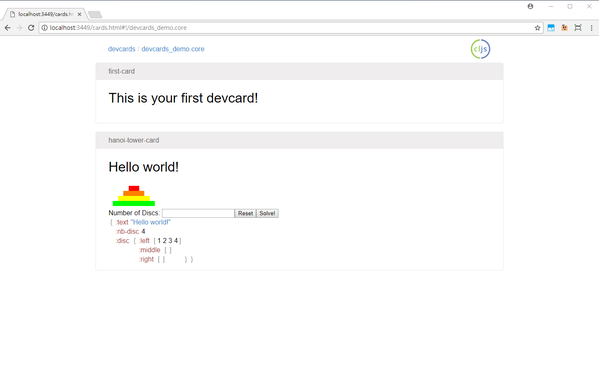 localhost:3449/cards.ht
localhost:3449/cards.html#!/devcards_demo.core
devcards / devcards_demo.core
cljs
first-card
This is your first devcard!
hanoi-tower-card
Hello world!
Number of Discs: Reset Solve!
{ :text "Hello world!"
:nb-disc 4
:disc { :left [ 1 2 3 4 ]
:middle [ ]
:right [ ] } }